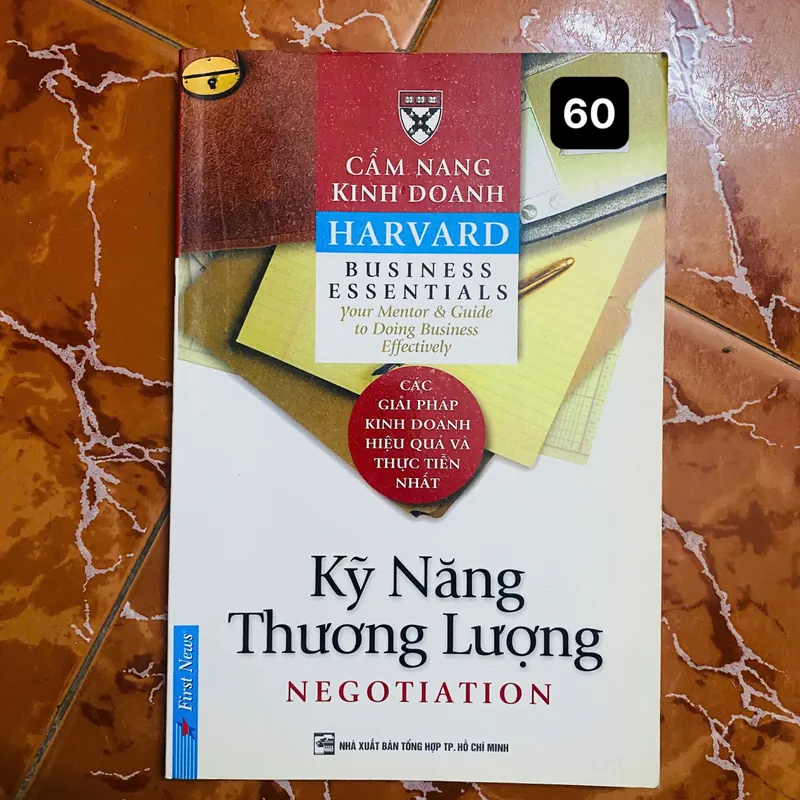 60
CẨM NANG
KINH DOANH
HARVARD
BUSINESS
ESSENTIALS
Your Mentor & Guide
to Doing Business
Effectively
CÁC
GIẢI PHÁP
KINH DOANH
HIỆU QUẢ VÀ
THỰC TIỄN
NHẤT
Kỹ Năng
Thương Lượng
NEGOTIATION
First News
NHÀ XUẤT BẢN TỔNG HỢP TP. HỒ CHÍ MINH